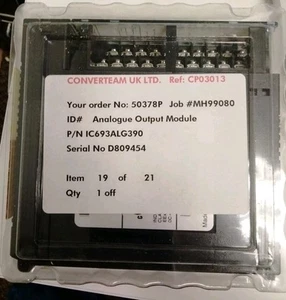 CONVERTEAM UK LTD. Ref: CP03013
Your order No: 50378P Job #MH99080
ID# Analogue Output Module
P/N IC693ALG390
Serial No D809454
Item 19 of 21
Qty 1 off